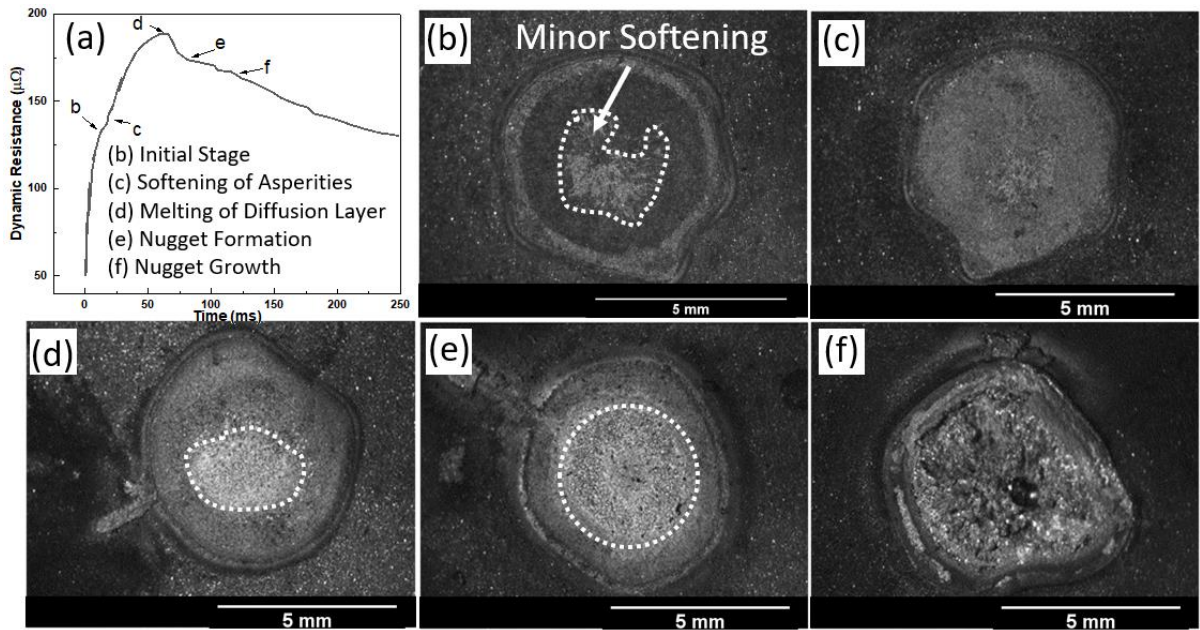 (a)
200
150
100
50
Dynamic Resistance (μΩ)
d
e
f
b
c
(b) Initial Stage
(c) Softening of Asperities
(d) Melting of Diffusion Layer
(e) Nugget Formation
(f) Nugget Growth
0 50 100 150 200 250
Time (ms)
(b)
Minor Softening
5 mm
(c)
5 mm
(d)
5 mm
(e)
5 mm
(f)
5 mm